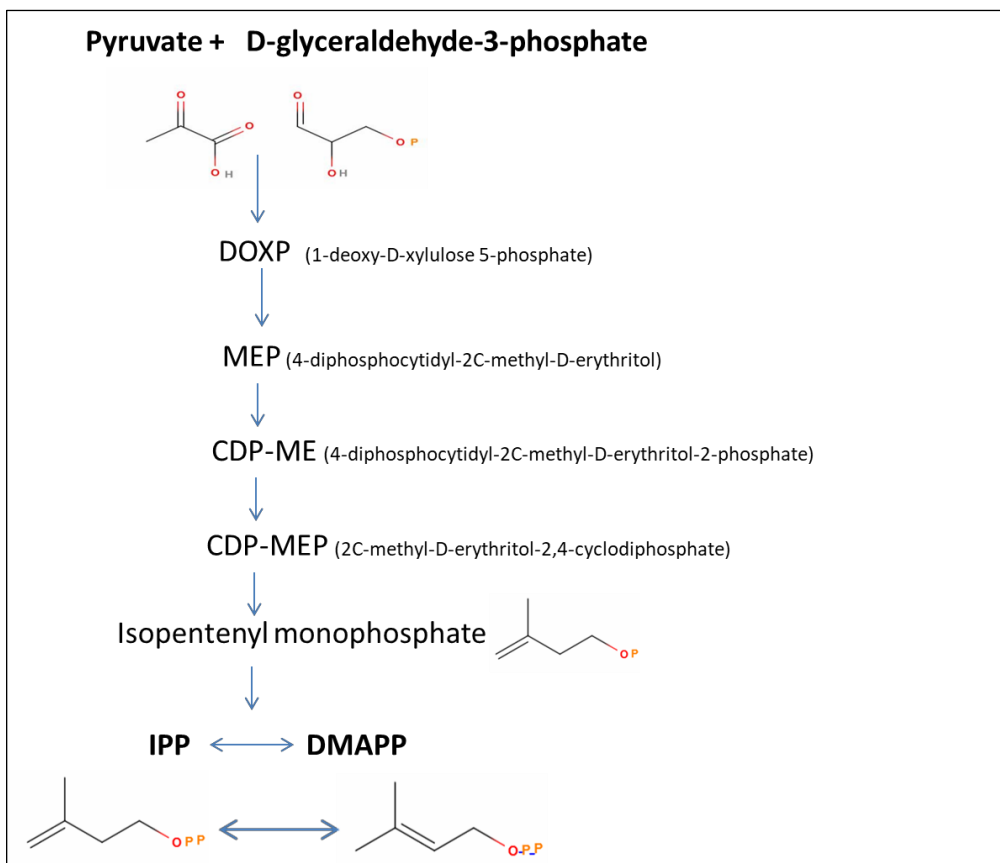 Pyruvate + D-glyceraldehyde-3-phosphate
O O
O
O P
O H OH
DOXP (1-deoxy-D-xylulose 5-phosphate)
MEP (4-diphosphocytidyl-2C-methyl-D-erythritol)
CDP-ME (4-diphosphocytidyl-2C-methyl-D-erythritol-2-phosphate)
CDP-MEP (2C-methyl-D-erythritol-2,4-cyclodiphosphate)
Isopentenyl monophosphate
O P
IPP DMAPP
O P P O-P-P